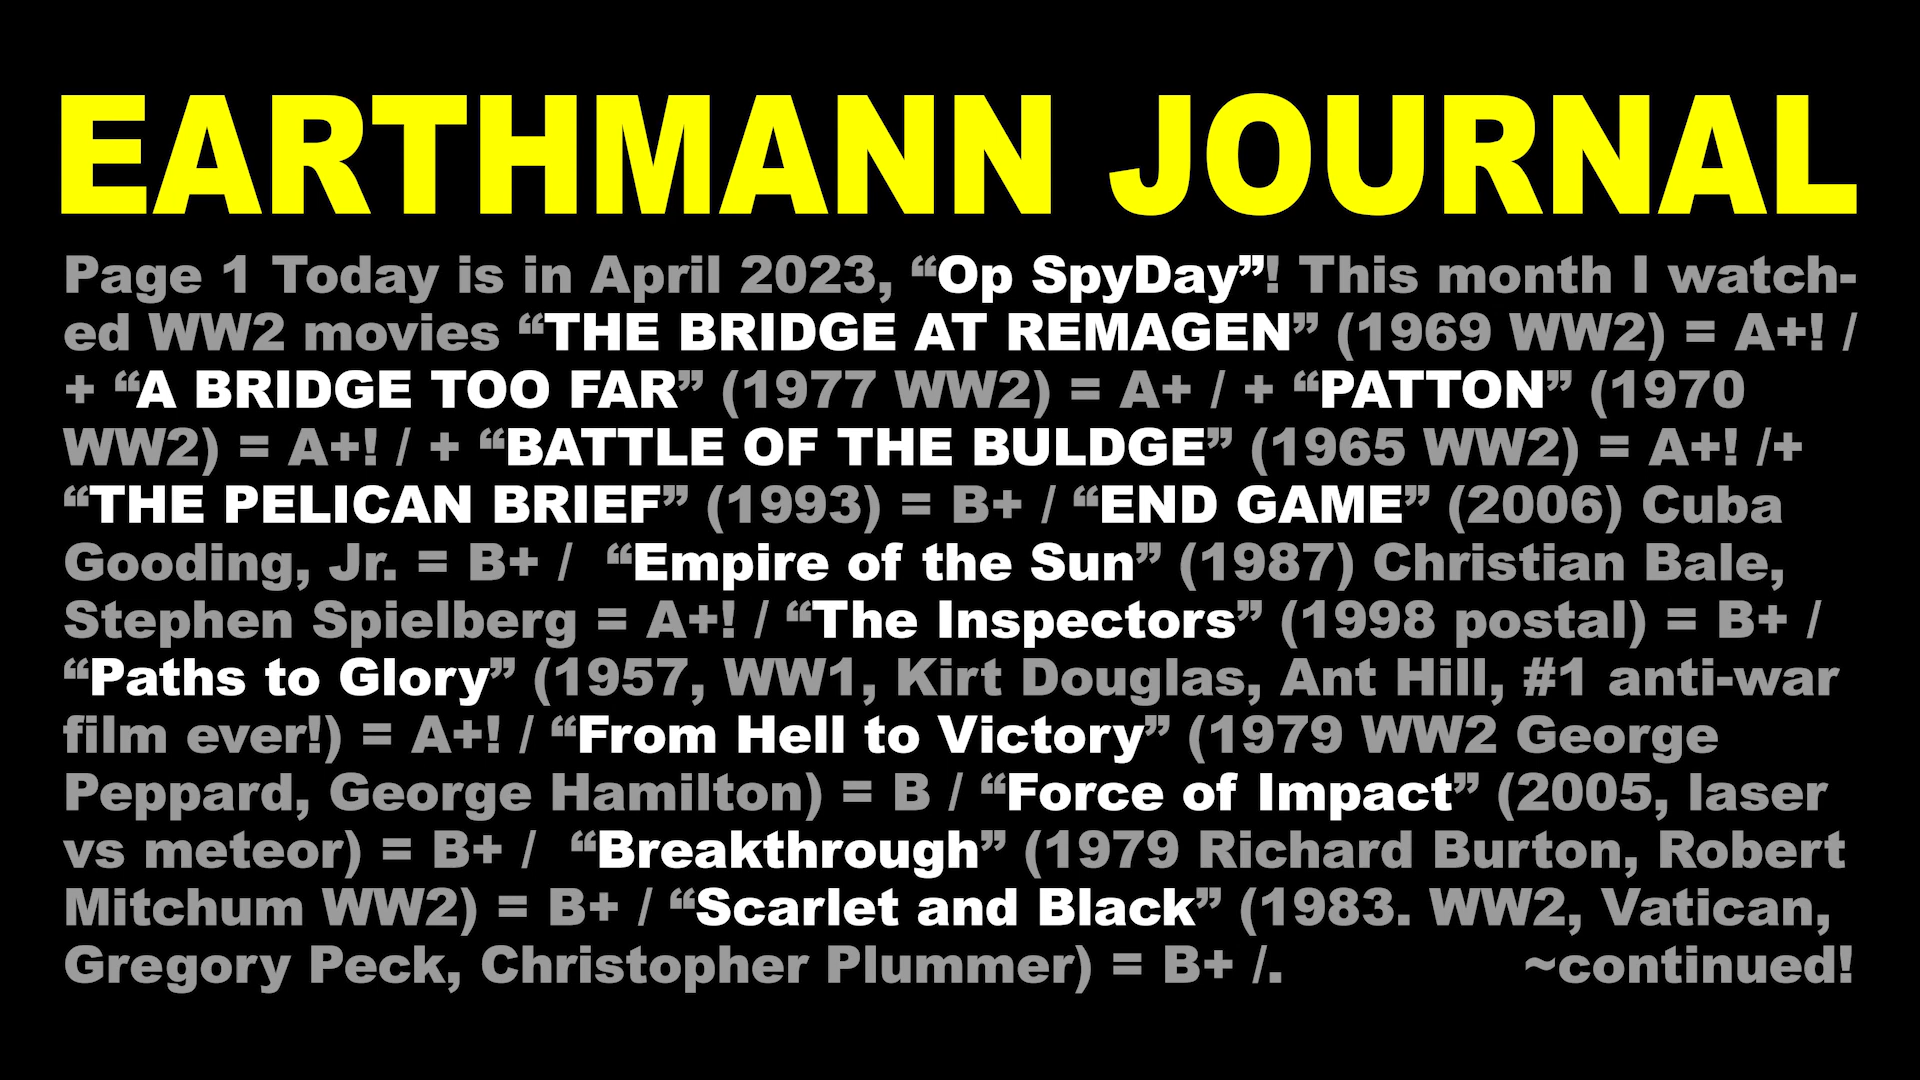 EARTHMANN JOURNAL
Page 1 Today is in April 2023, “Op SpyDay”! This month I watch-
ed WW2 movies “THE BRIDGE AT REMAGEN” (1969 WW2) = A+! /
+ “A BRIDGE TOO FAR” (1977 WW2) = A+ / + “PATTON” (1970
WW2) = A+! / + “BATTLE OF THE BULDGE” (1965 WW2) = A+! /+
“THE PELICAN BRIEF” (1993) = B+ / “END GAME” (2006) Cuba
Gooding, Jr. = B+ /  “Empire of the Sun” (1987) Christian Bale,
Stephen Spielberg = A+! / “The Inspectors” (1998 postal) = B+ /
“Paths to Glory” (1957, WW1, Kirt Douglas, Ant Hill, #1 anti-war
film ever!) = A+! / “From Hell to Victory” (1979 WW2 George
Peppard, George Hamilton) = B / “Force of Impact” (2005, laser
vs meteor) = B+ /  “Breakthrough” (1979 Richard Burton, Robert
Mitchum WW2) = B+ / “Scarlet and Black” (1983. WW2, Vatican,
Gregory Peck, Christopher Plummer) = B+ /. ~continued!